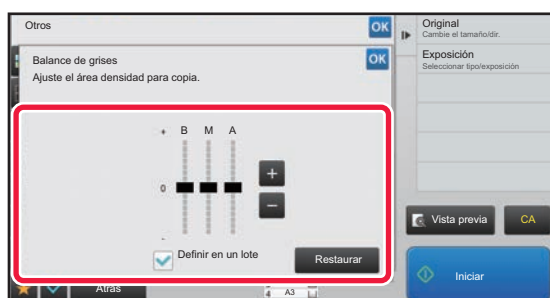 Otros
OK
Balance de grises
OK
Ajuste el área densidad para copia.
+ B M A
0
-
+
−
Definir en un lote
Restaurar
Atrás
4 A3
Original
Cambie el tamaño/dir.
Exposición
Seleccionar tipo/exposición
Vista previa
CA
Iniciar